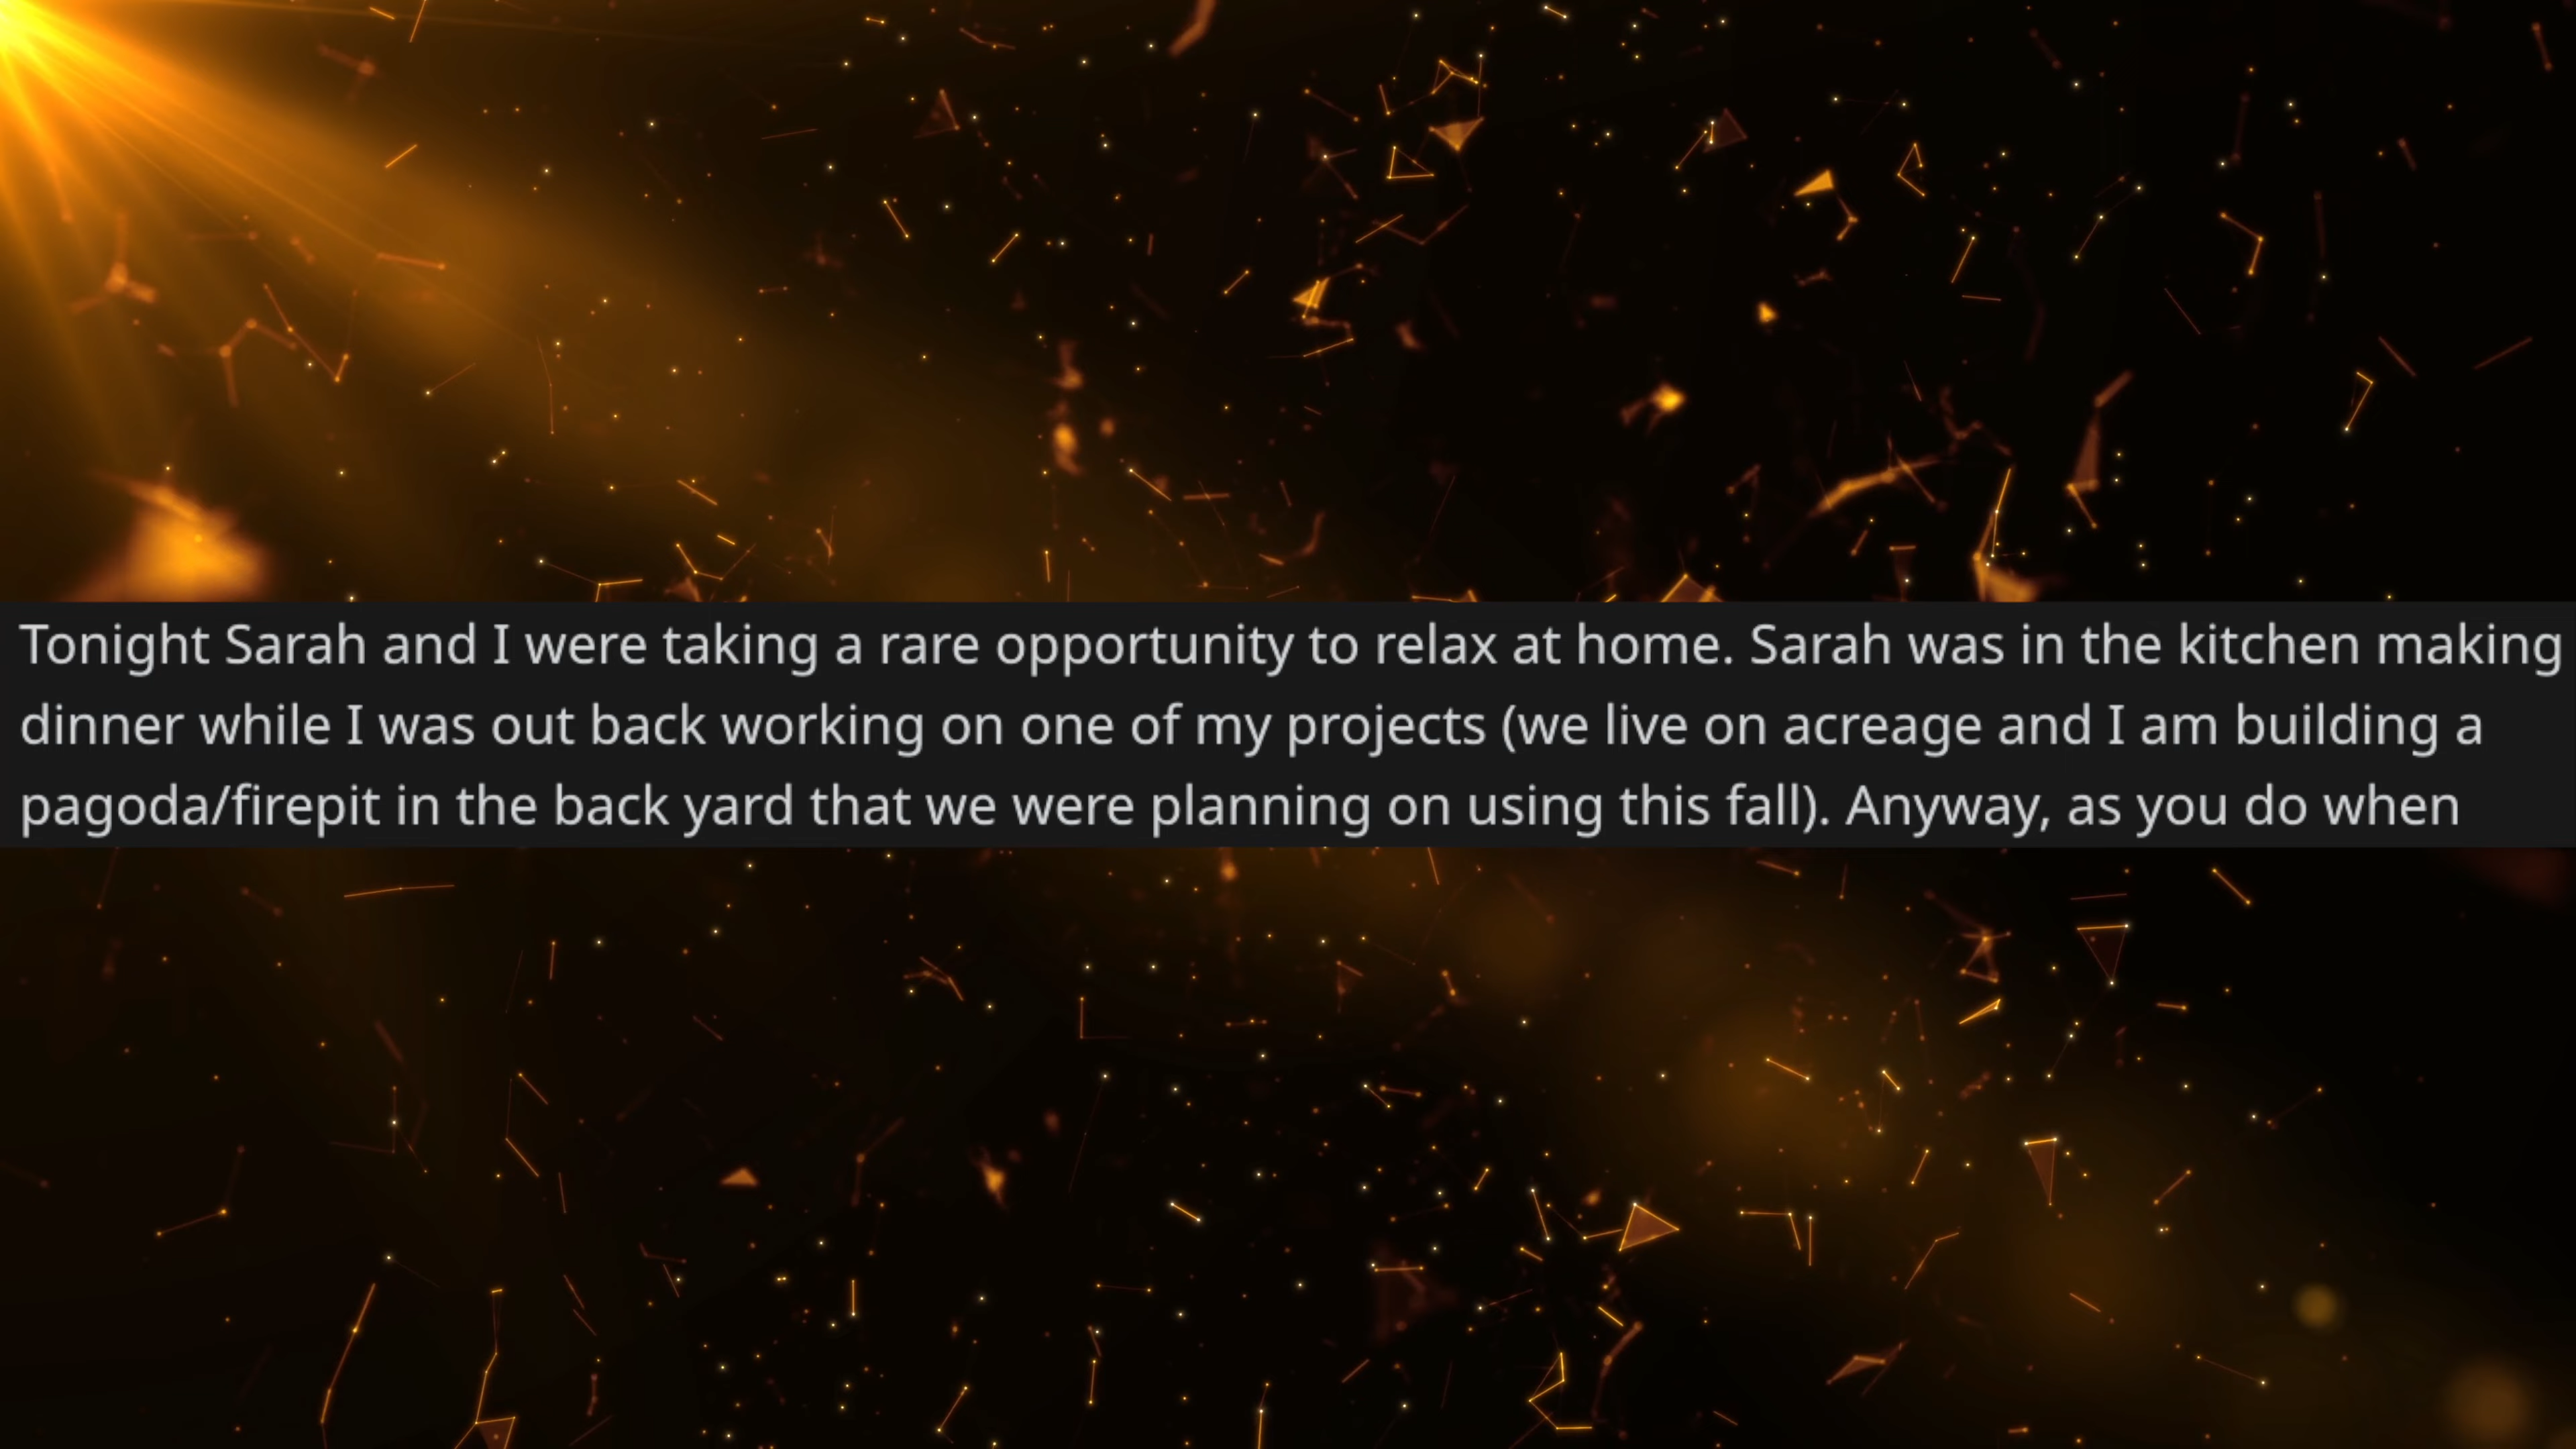 Tonight Sarah and I were taking a rare opportunity to relax at home. Sarah was in the kitchen making
dinner while I was out back working on one of my projects (we live on acreage and I am building a
pagoda/firepit in the back yard that we were planning on using this fall). Anyway, as you do when